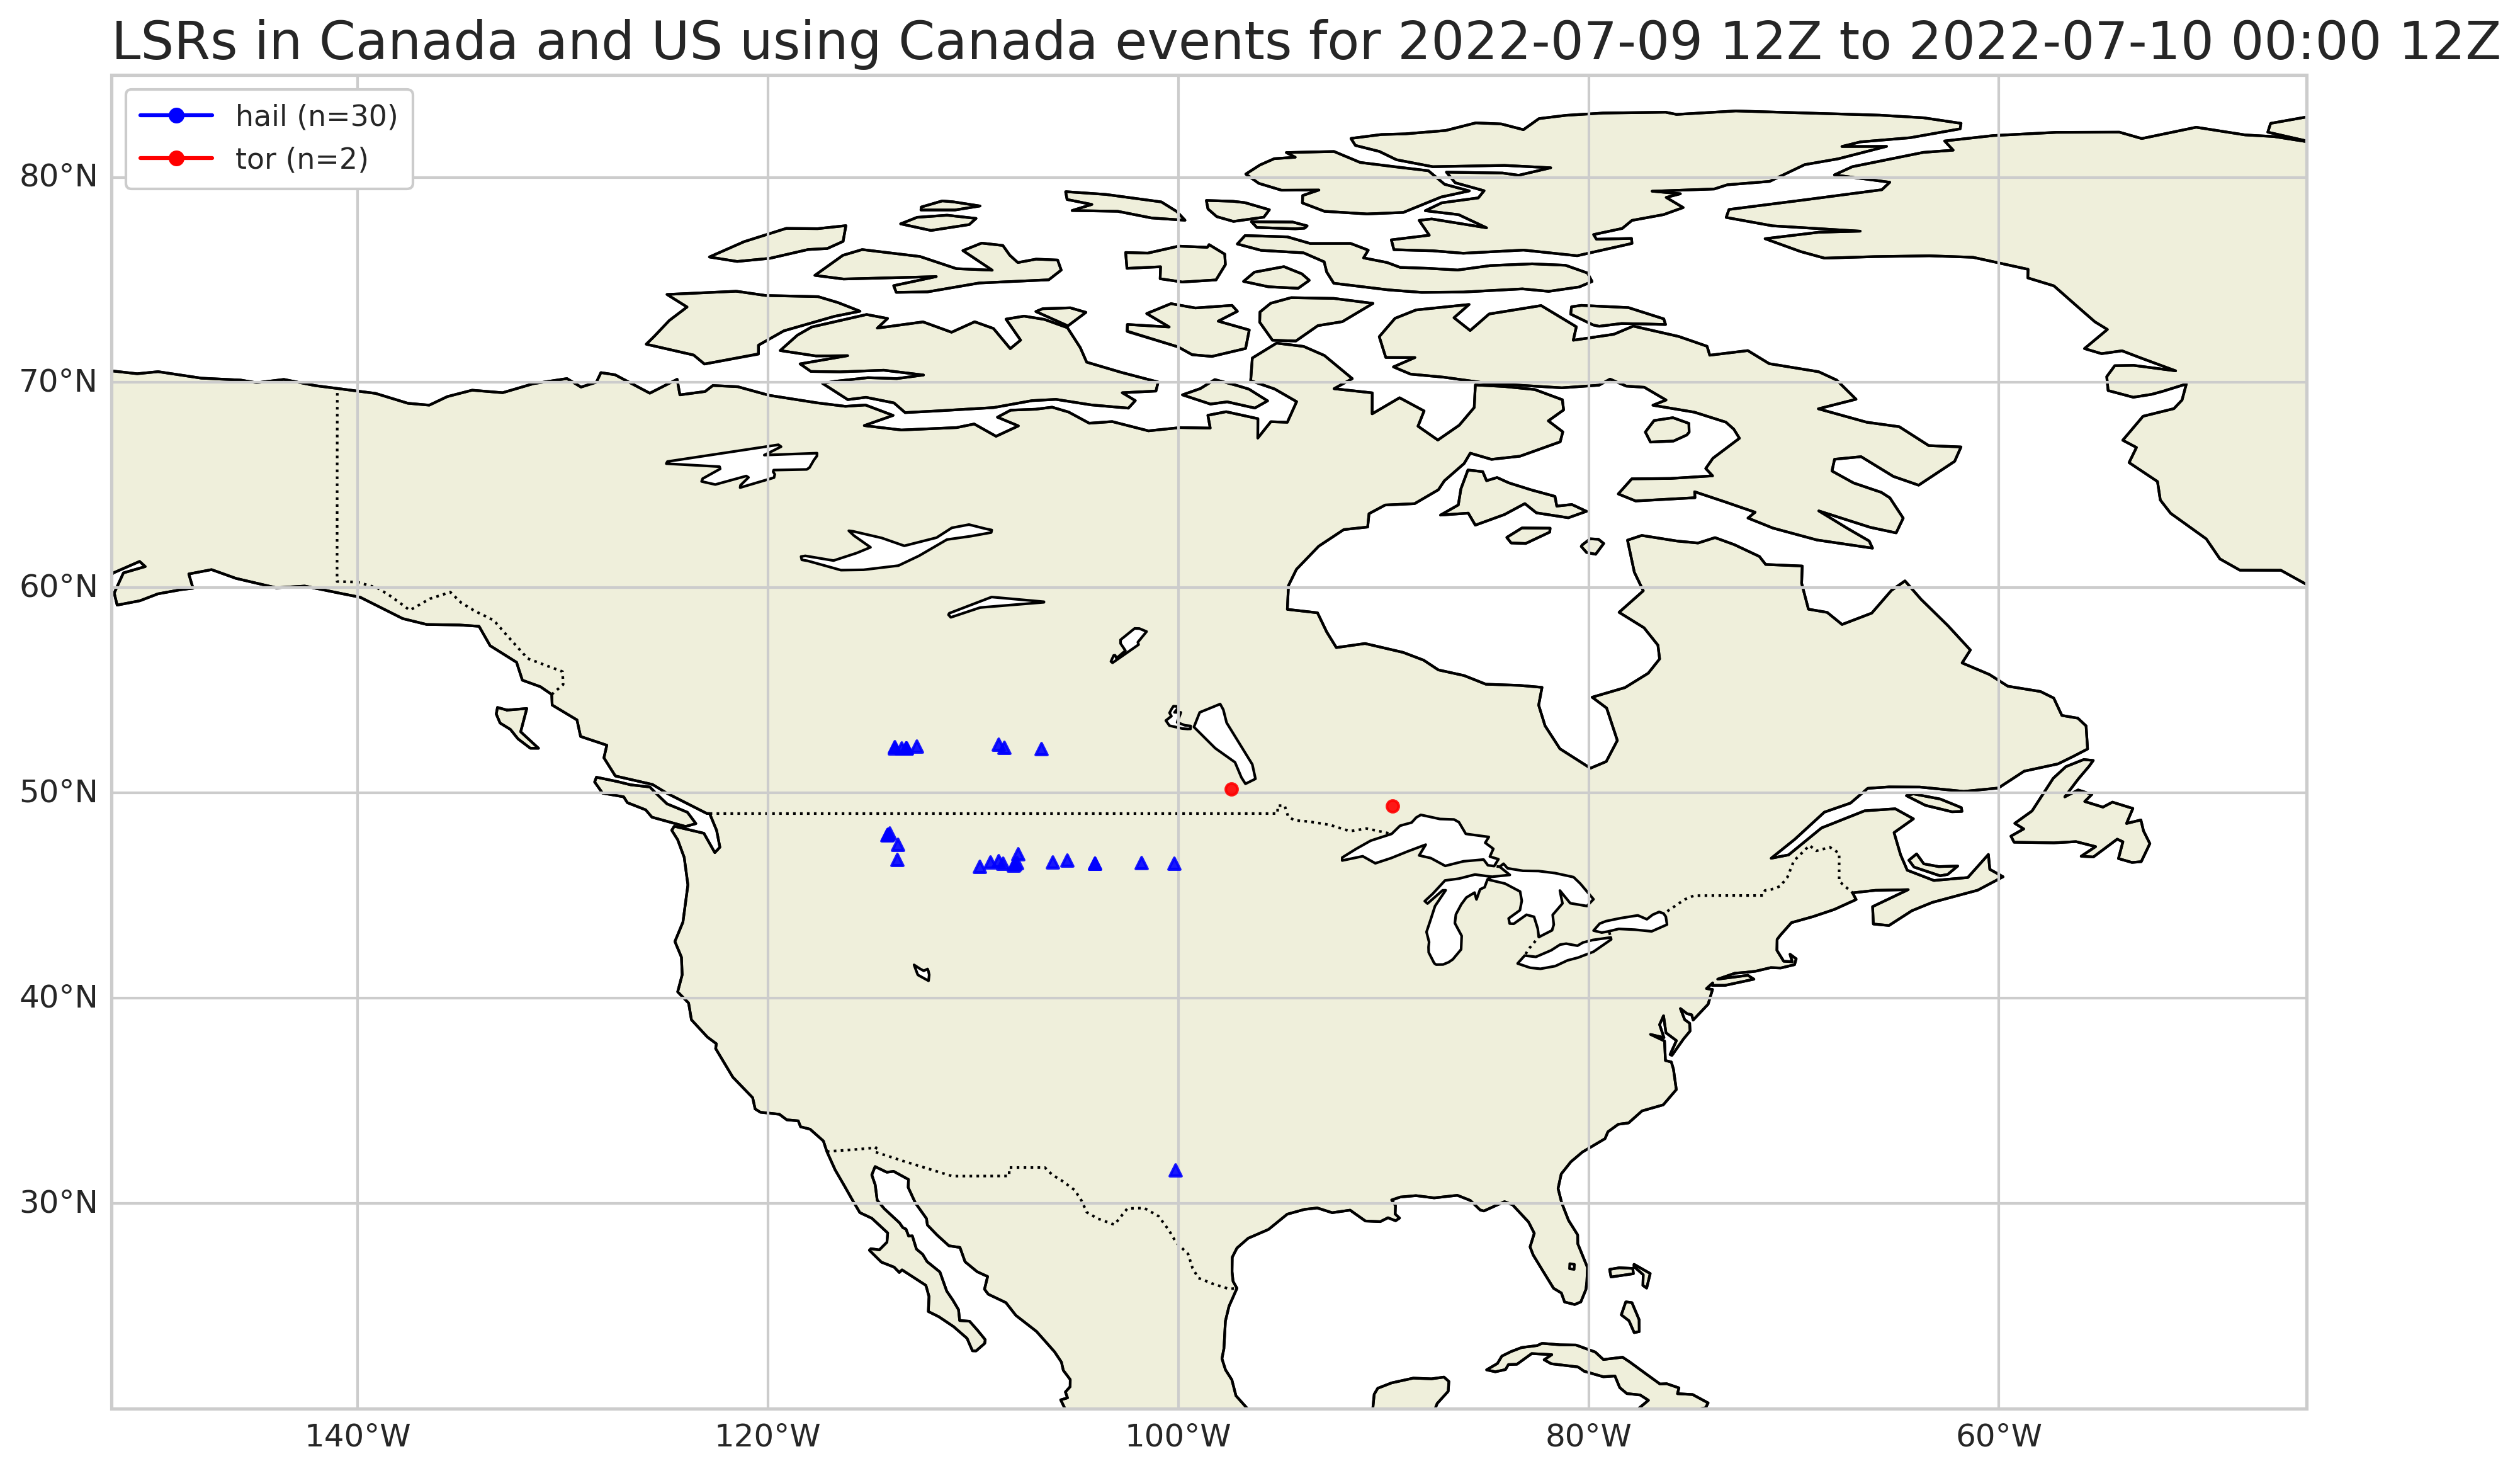 LSRs in Canada and US using Canada events for 2022-07-09 12Z to 2022-07-10 00:00 12Z
hail (n=30)
tor (n=2)
80°N
70°N
60°N
50°N
40°N
30°N
140°W
120°W
100°W
80°W
60°W